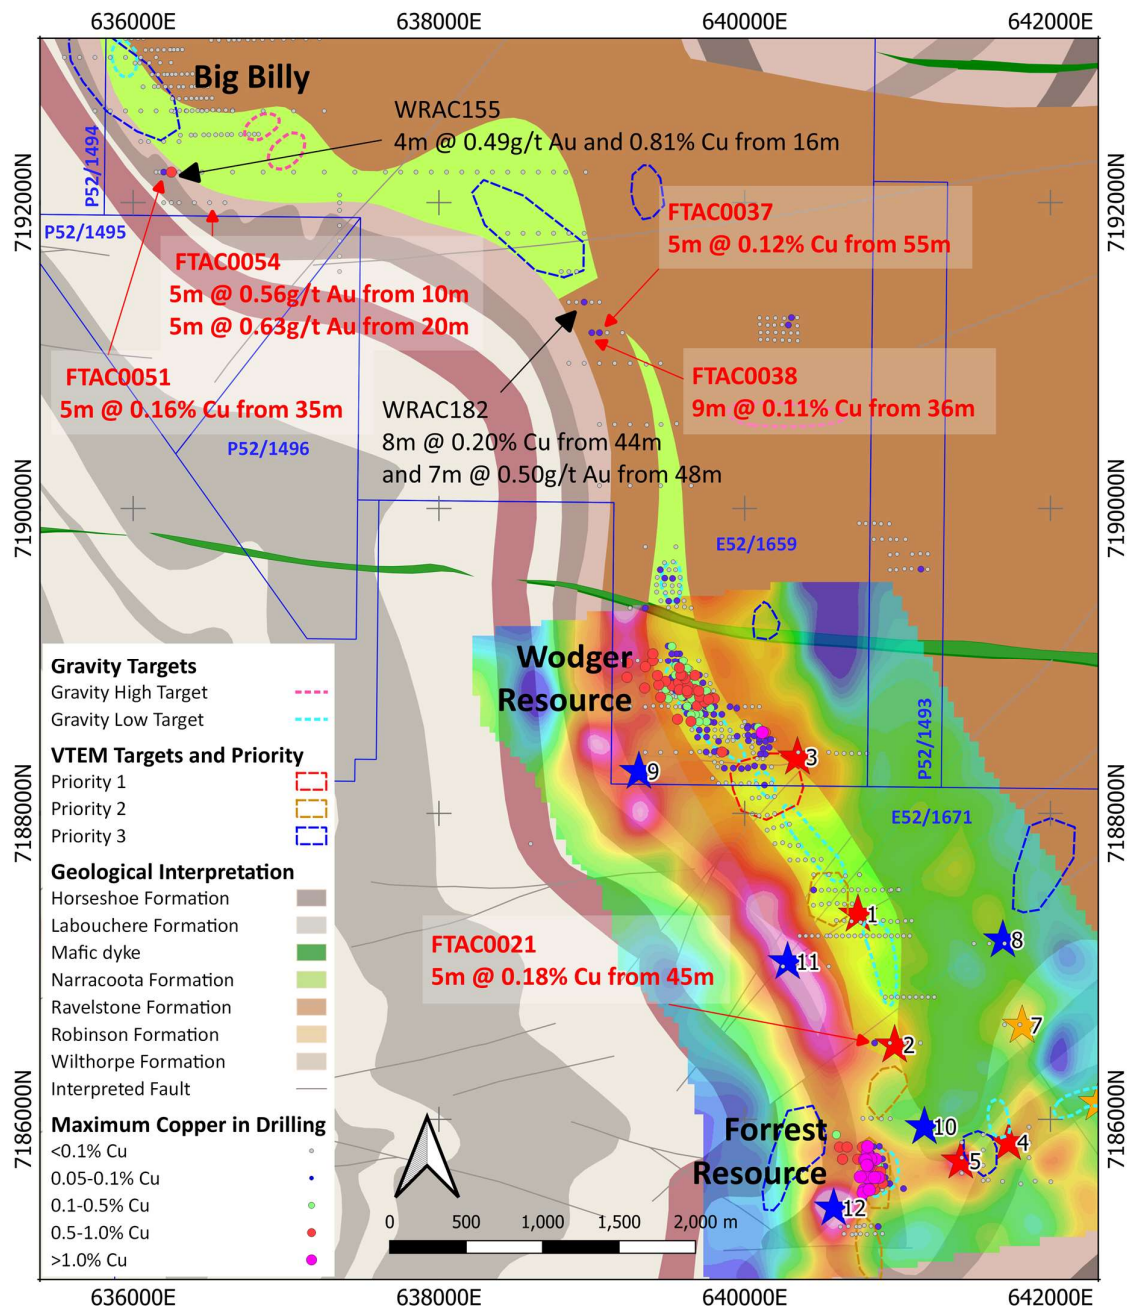 636000E
638000E
640000E
642000E
Big Billy
WRAC155
4m @ 0.49g/t Au and 0.81% Cu from 16m
P52/1494
7192000N
7192000N
P52/1495
FTAC0037
5m @ 0.12% Cu from 55m
FTAC0054
5m @ 0.56g/t Au from 10m
5m @ 0.63g/t Au from 20m
FTAC0051
5m @ 0.16% Cu from 35m
FTAC0038
9m @ 0.11% Cu from 36m
WRAC182
8m @ 0.20% Cu from 44m
and 7m @ 0.50g/t Au from 48m
P52/1496
7190000N
7190000N
E52/1659
Wodger
Resource
P52/1493
3
9
7188000N
7188000N
E52/1671
1
8
11
FTAC0021
5m @ 0.18% Cu from 45m
7
2
7186000N
7186000N
10
4
5
Forrest
Resource
12
Gravity Targets
Gravity High Target
Gravity Low Target
VTEM Targets and Priority
Priority 1
Priority 2
Priority 3
Geological Interpretation
Horseshoe Formation
Labouchere Formation
Mafic dyke
Narracoota Formation
Ravelstone Formation
Robinson Formation
Wilthorpe Formation
Interpreted Fault
Maximum Copper in Drilling
<0.1% Cu
0.05-0.1% Cu
0.1-0.5% Cu
0.5-1.0% Cu
>1.0% Cu
0 500 1,000 1,500 2,000 m
636000E
638000E
640000E
642000E